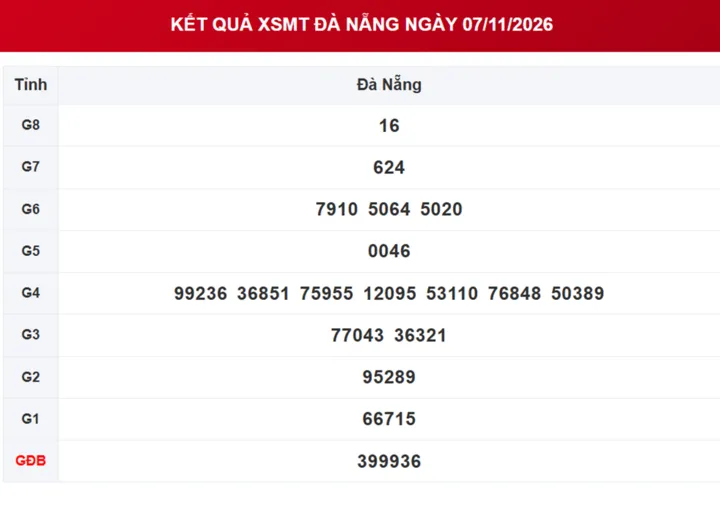 KẾT QUẢ XSMT ĐÀ NẴNG NGÀY 07/11/2026
Tỉnh Đà Nẵng
G8 16
G7 624
G6 7910 5064 5020
G5 0046
G4 99236 36851 75955 12095 53110 76848 50389
G3 77043 36321
G2 95289
G1 66715
GĐB 399936